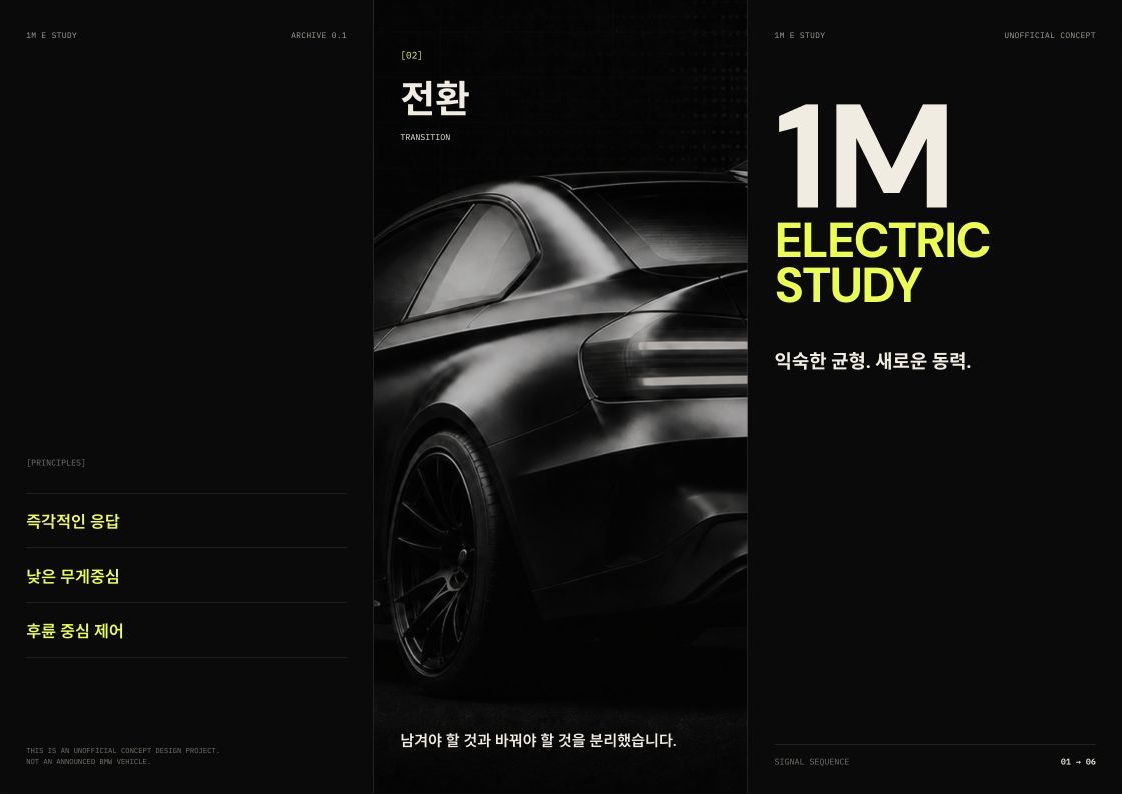 1M E STUDY
ARCHIVE 0.1
[PRINCIPLES]
즉각적인 응답
낮은 무게중심
후륜 중심 제어
THIS IS AN UNOFFICIAL CONCEPT DESIGN PROJECT.
NOT AN ANNOUNCED BMW VEHICLE.
[02]
전환
TRANSITION
남겨야 할 것과 바꿔야 할 것을 분리했습니다.
1M E STUDY
UNOFFICIAL CONCEPT
1M
ELECTRIC
STUDY
익숙한 균형. 새로운 동력.
SIGNAL SEQUENCE
01 → 06